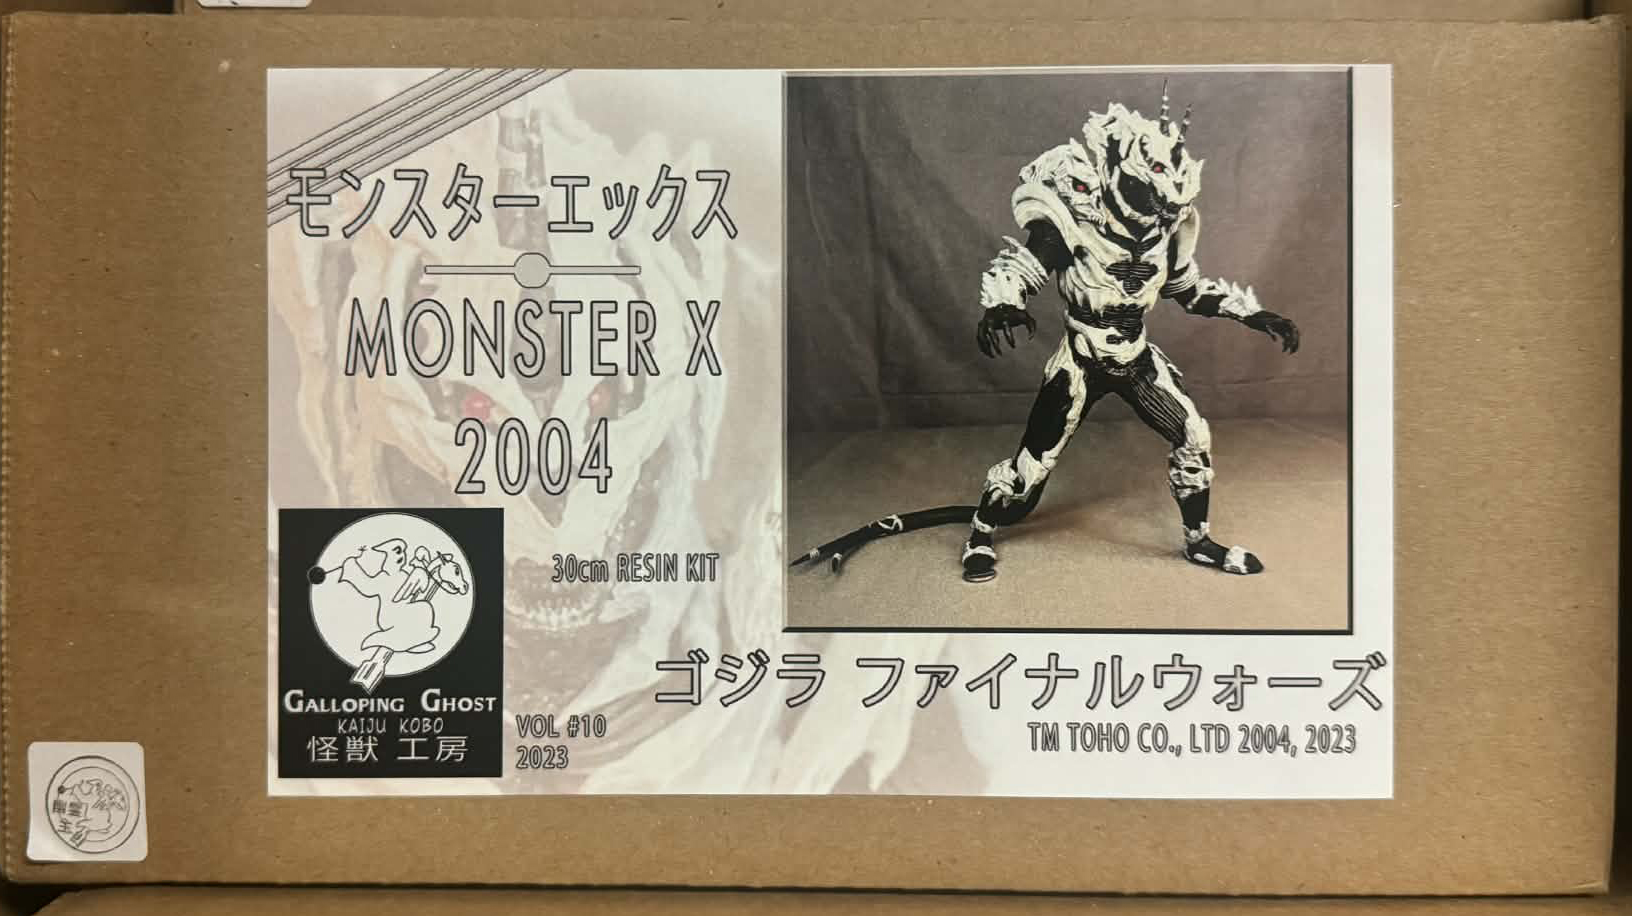 モンスターエックス
MONSTER X
2004
30cm RESIN KIT
GALLOPING GHOST
KAIJU KOBO
怪獣 工房
VOL #10
2023
ゴジラ ファイナルウォーズ
TM TOHO CO., LTD 2004, 2023